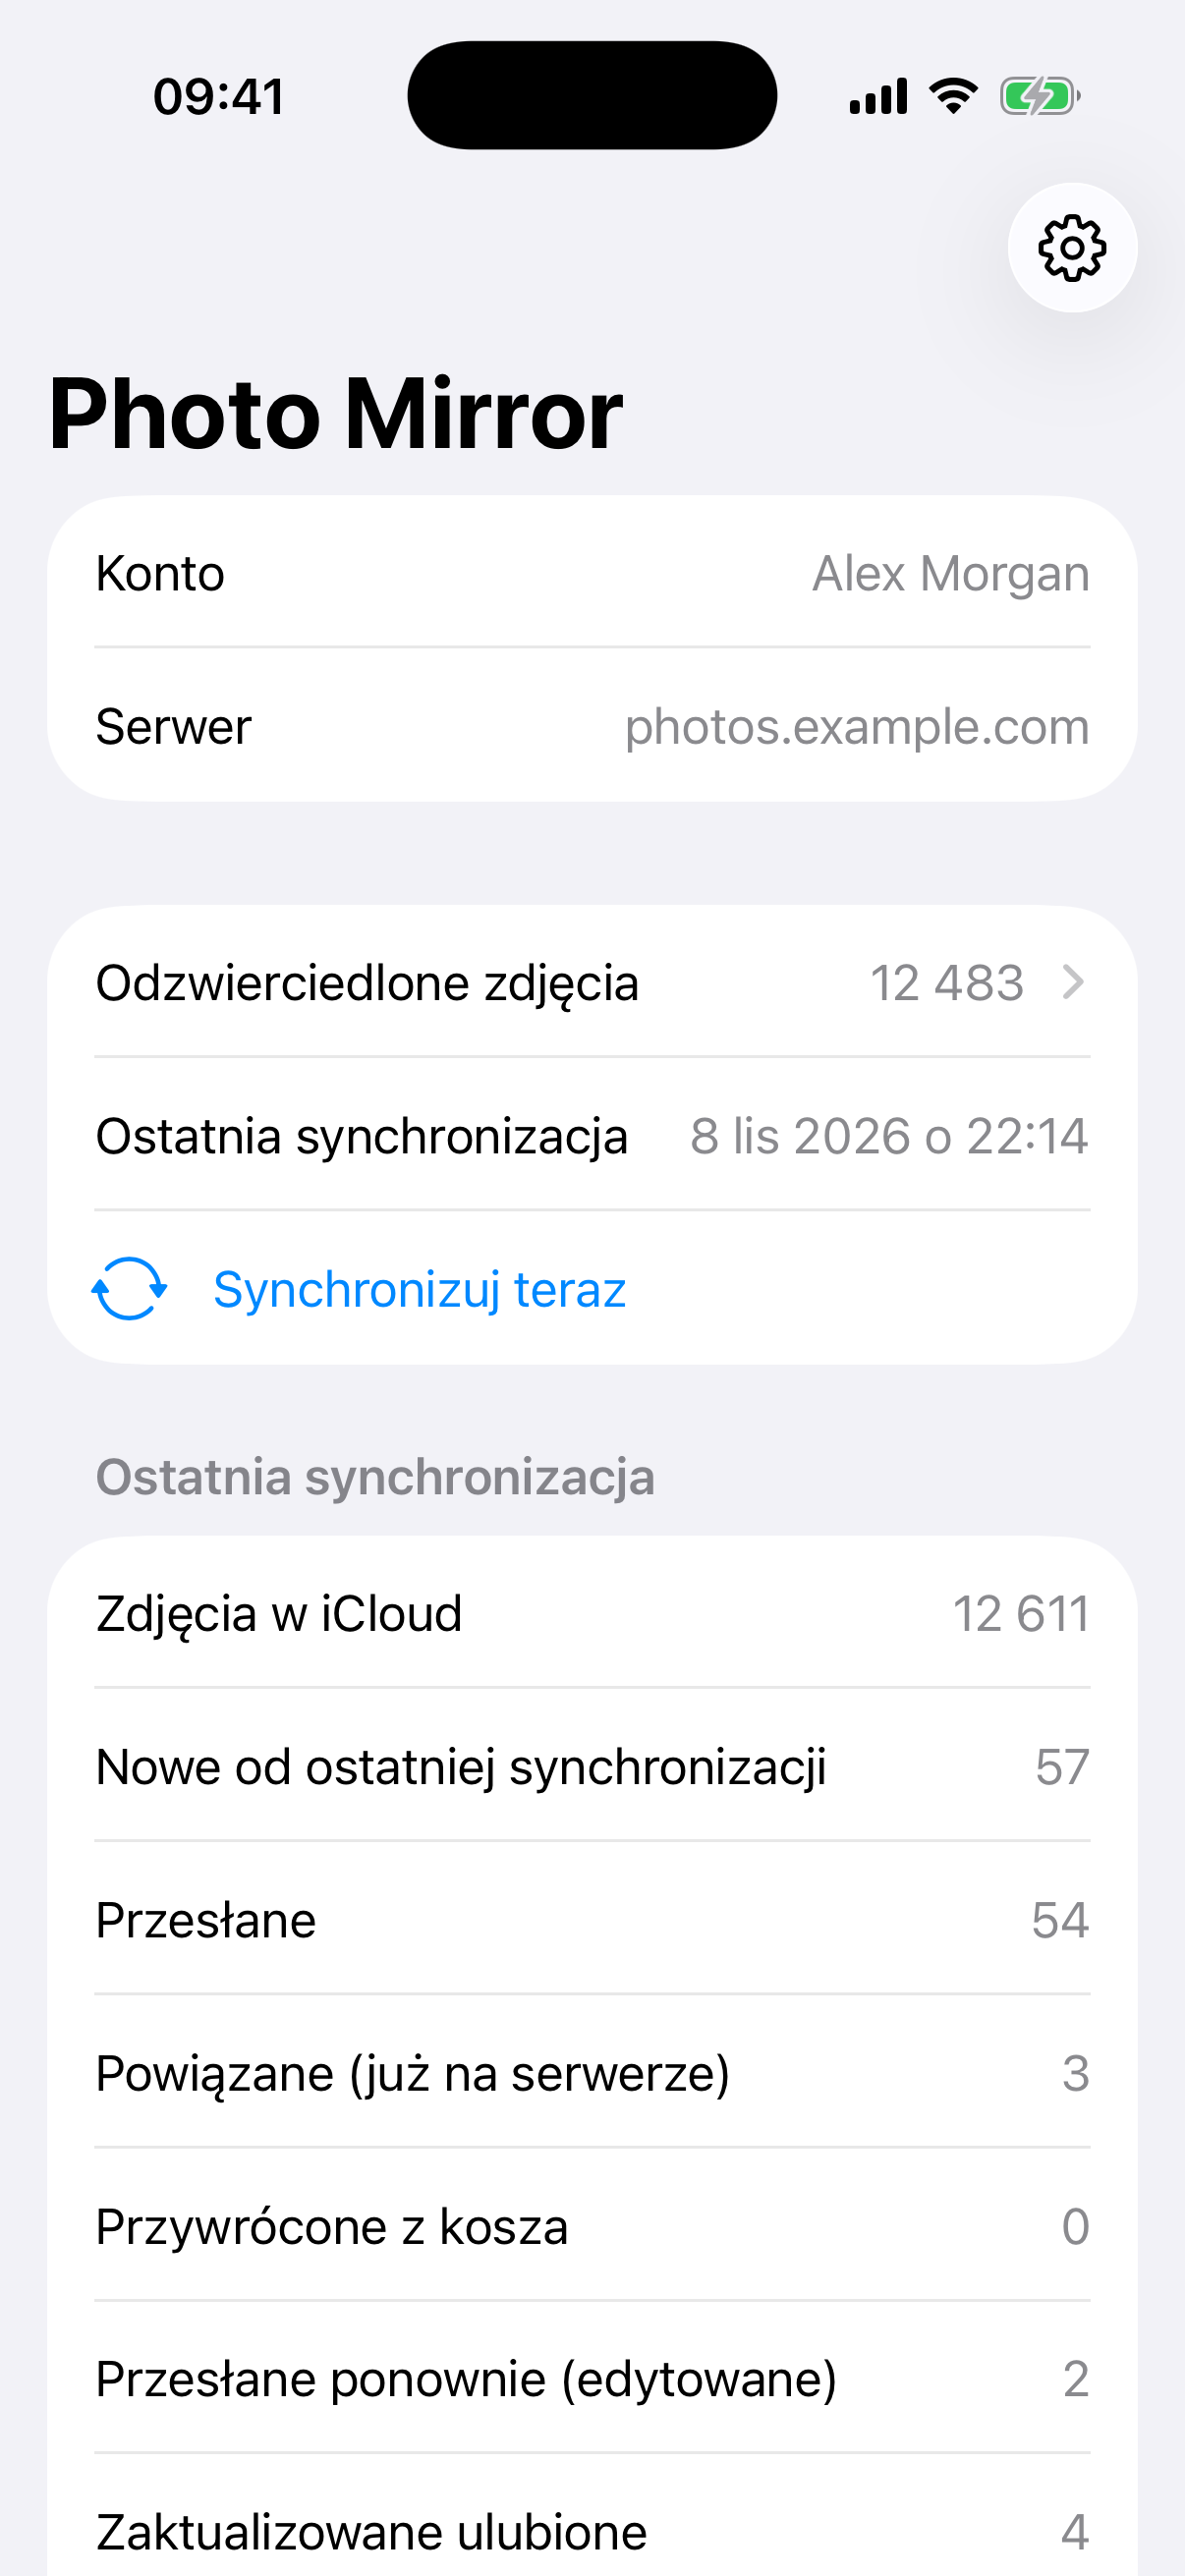 09:41
Photo Mirror
Konto Alex Morgan
Serwer photos.example.com
Odzwierciedlone zdjęcia 12 483
Ostatnia synchronizacja 8 lis 2026 o 22:14
Synchronizuj teraz
Ostatnia synchronizacja
Zdjęcia w iCloud 12 611
Nowe od ostatniej synchronizacji 57
Przesłane 54
Powiązane (już na serwerze) 3
Przywrócone z kosza 0
Przesłane ponownie (edytowane) 2
Zaktualizowane ulubione 4